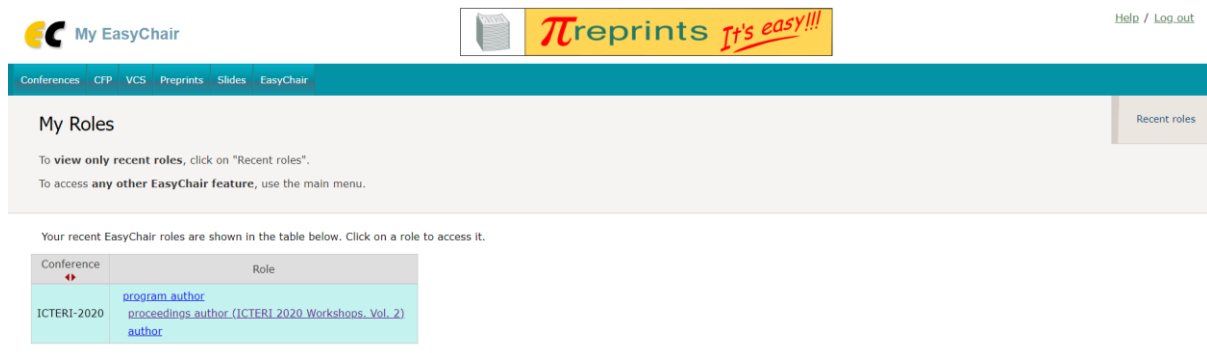 EC My EasyChair
πreprints It's easy!!!
Help / Log out
Conferences CFP VCS Preprints Slides EasyChair
My Roles
Recent roles
To view only recent roles, click on "Recent roles".
To access any other EasyChair feature, use the main menu.
Your recent EasyChair roles are shown in the table below. Click on a role to access it.
Conference Role
ICTERI-2020
program author
proceedings author (ICTERI 2020 Workshops. Vol. 2)
author